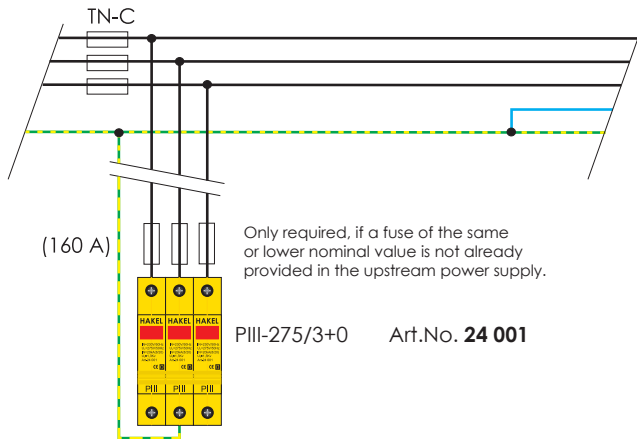 TN-C
(160 A)
Only required, if a fuse of the same
or lower nominal value is not already
provided in the upstream power supply.
HAKEL HAKEL HAKEL
PIII PIII PIII
PIII-275/3+0 Art.No. 24 001